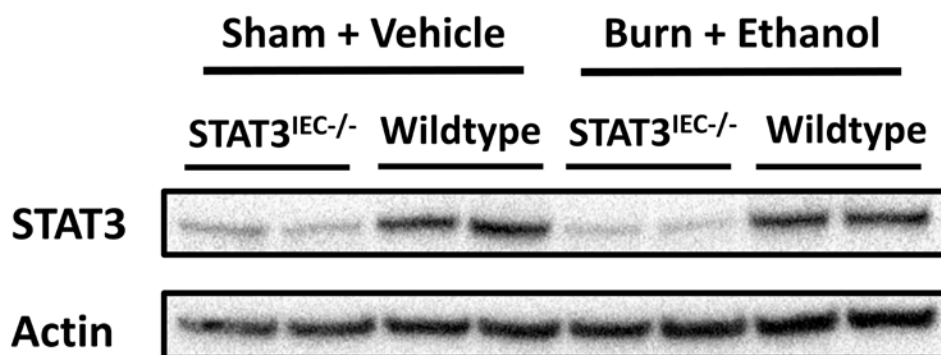 Sham + Vehicle Burn + Ethanol
STAT3IEC-/- Wildtype STAT3IEC-/- Wildtype
STAT3
Actin